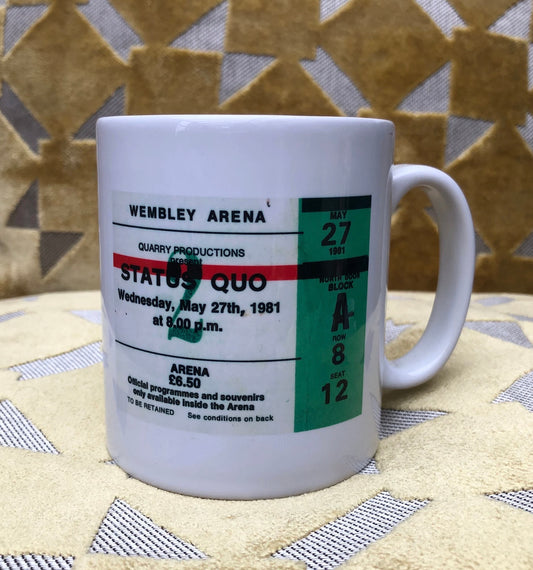 WEMBLEY ARENA
QUARRY PRODUCTIONS
present
STATUS QUO
Wednesday, May 27th, 1981
at 8.00 p.m.
2
ARENA
£6.50
Official programmes and souvenirs
only available inside the Arena
TO BE RETAINED See conditions on back
MAY
27
1981
NORTH DOOR
BLOCK
A
ROW
8
SEAT
12